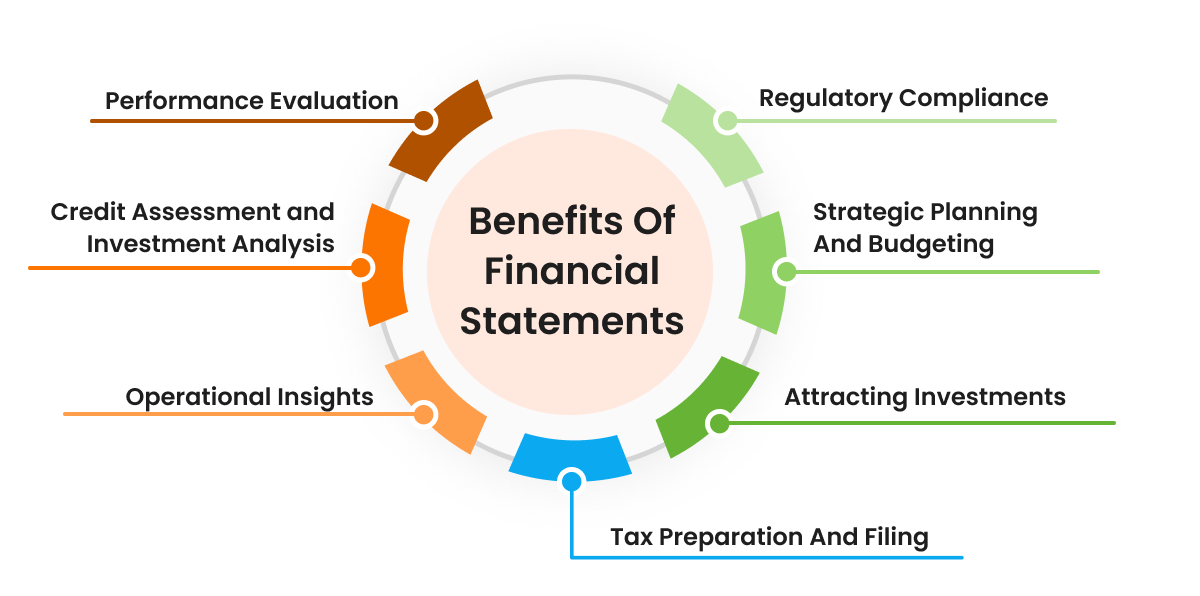 Benefits Of
Financial
Statements
Performance Evaluation
Credit Assessment and
Investment Analysis
Operational Insights
Tax Preparation And Filing
Attracting Investments
Strategic Planning
And Budgeting
Regulatory Compliance